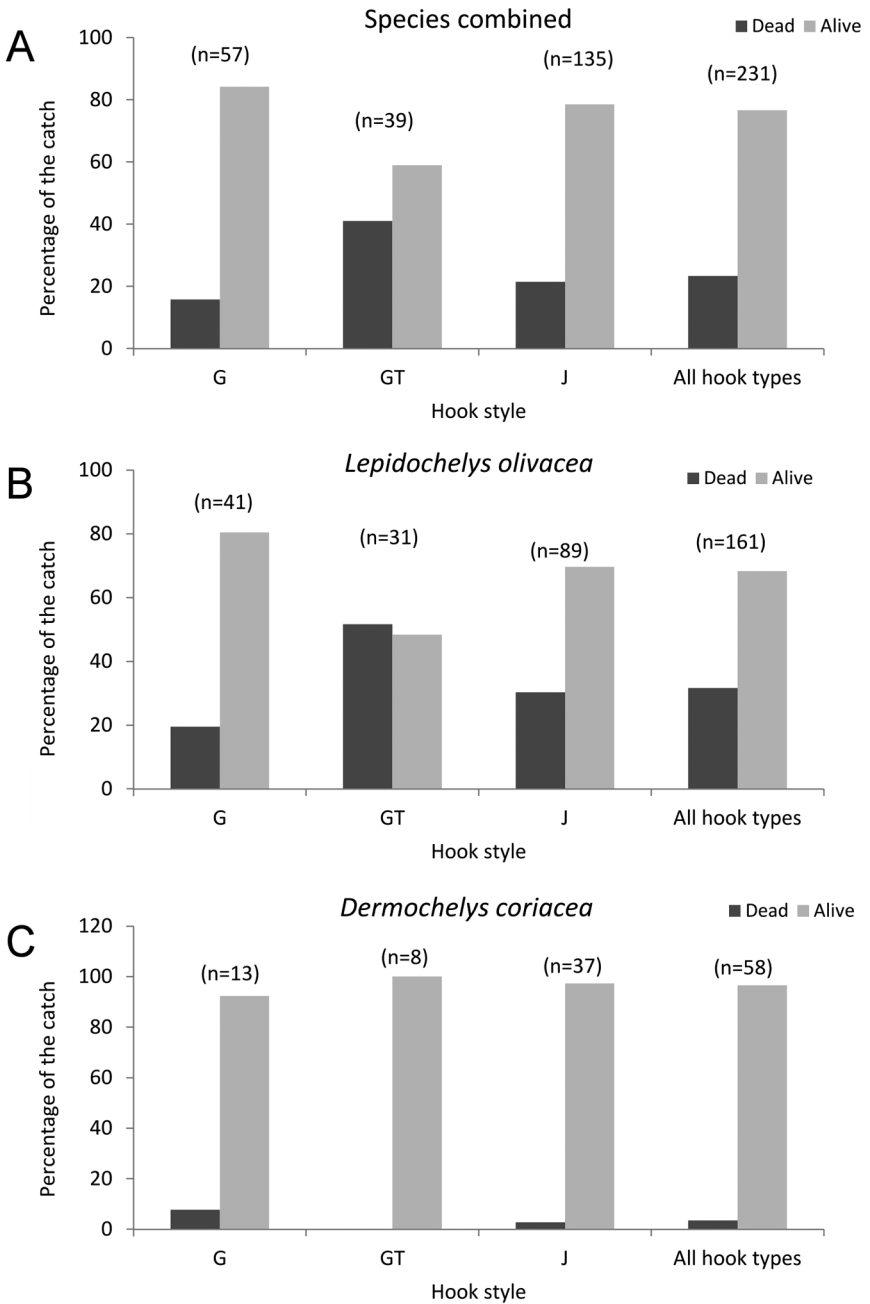 A
Species combined
Dead Alive
(n=57)
(n=39)
(n=135)
(n=231)
100
80
60
40
20
0
Percentage of the catch
G GT J All hook types
Hook style
B
Lepidochelys olivacea
Dead Alive
(n=41)
(n=31)
(n=89)
(n=161)
100
80
60
40
20
0
Percentage of the catch
G GT J All hook types
Hook style
C
Dermochelys coriacea
Dead Alive
(n=13)
(n=8)
(n=37)
(n=58)
120
100
80
60
40
20
0
Percentage of the catch
G GT J All hook types
Hook style